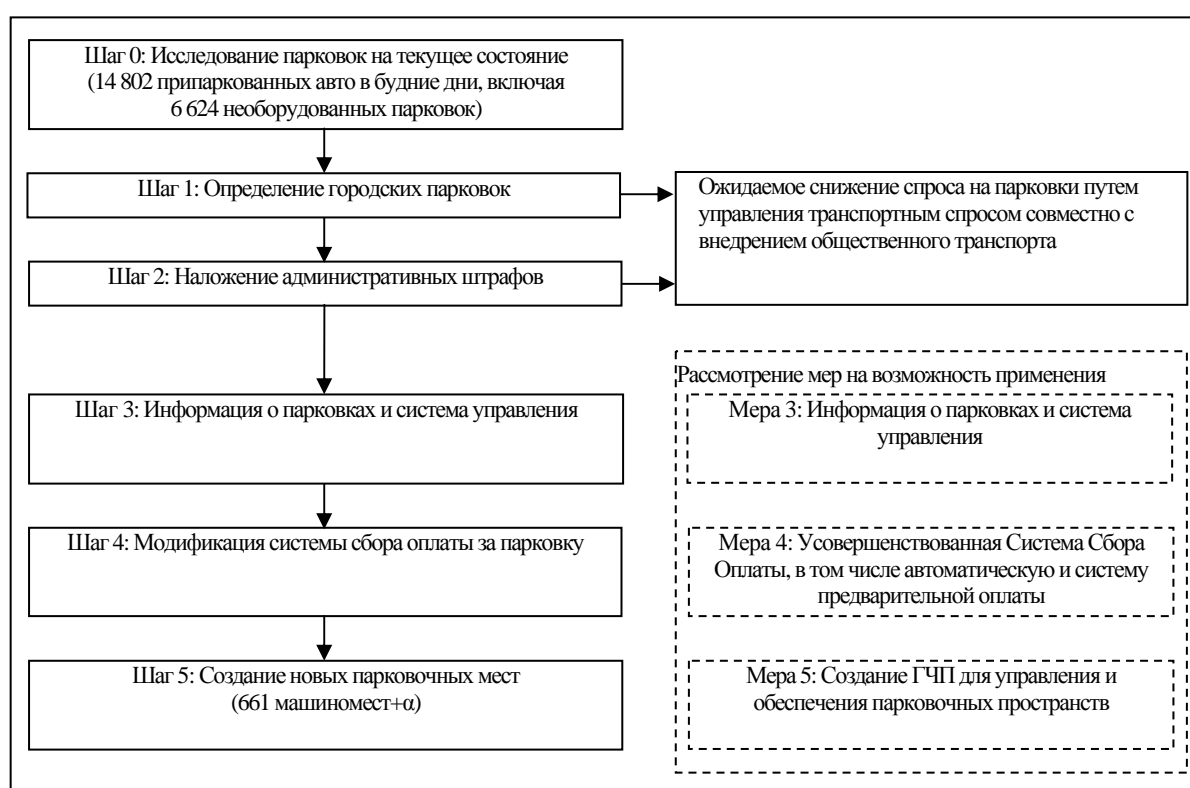 Шаг 0: Исследование парковок на текущее состояние
(14 802 припаркованных авто в будние дни, включая
6 624 необорудованных парковок)
Шаг 1: Определение городских парковок
Ожидаемое снижение спроса на парковки путем
управления транспортным спросом совместно с
внедрением общественного транспорта
Шаг 2: Наложение административных штрафов
Рассмотрение мер на возможность применения
Шаг 3: Информация о парковках и система управления
Мера 3: Информация о парковках и система
управления
Шаг 4: Модификация системы сбора оплаты за парковку
Мера 4: Усовершенствованная Система Сбора
Оплаты, в том числе автоматическую и систему
предварительной оплаты
Шаг 5: Создание новых парковочных мест
(661 машиномест+α)
Мера 5: Создание ГЧП для управления и
обеспечения парковочных пространств